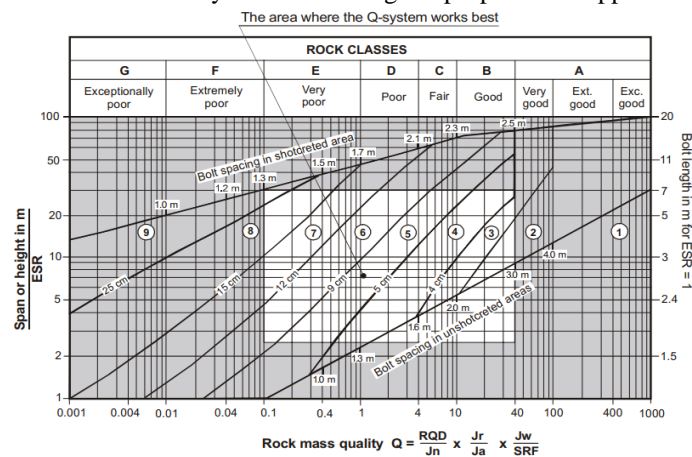 The area where the Q-system works best
ROCK CLASSES
G F E D C B A
Exceptionally poor
Extremely poor
Very poor
Poor
Fair
Good
Very good
Ext. good
Exc. good
100
50
20
10
5
2
1
Span or height in m
ESR
20
11
7
5
3
2.4
1.5
Bolt length in m for ESR = 1
Bolt spacing in shotcreted area
1.0 m
1.2 m
1.3 m
1.5 m
1.7 m
2.1 m
2.3 m
2.5 m
9
8
7
6
5
4
3
2
1
25 cm
15 cm
12 cm
9 cm
5 cm
4 cm
Bolt spacing in unshotcreted areas
1.0 m
1.3 m
1.6 m
2.0 m
3.0 m
4.0 m
0.001 0.004 0.01 0.04 0.1 0.4 1 4 10 40 100 400 1000
Rock mass quality Q = RQD/Jn x Jr/Ja x Jw/SRF